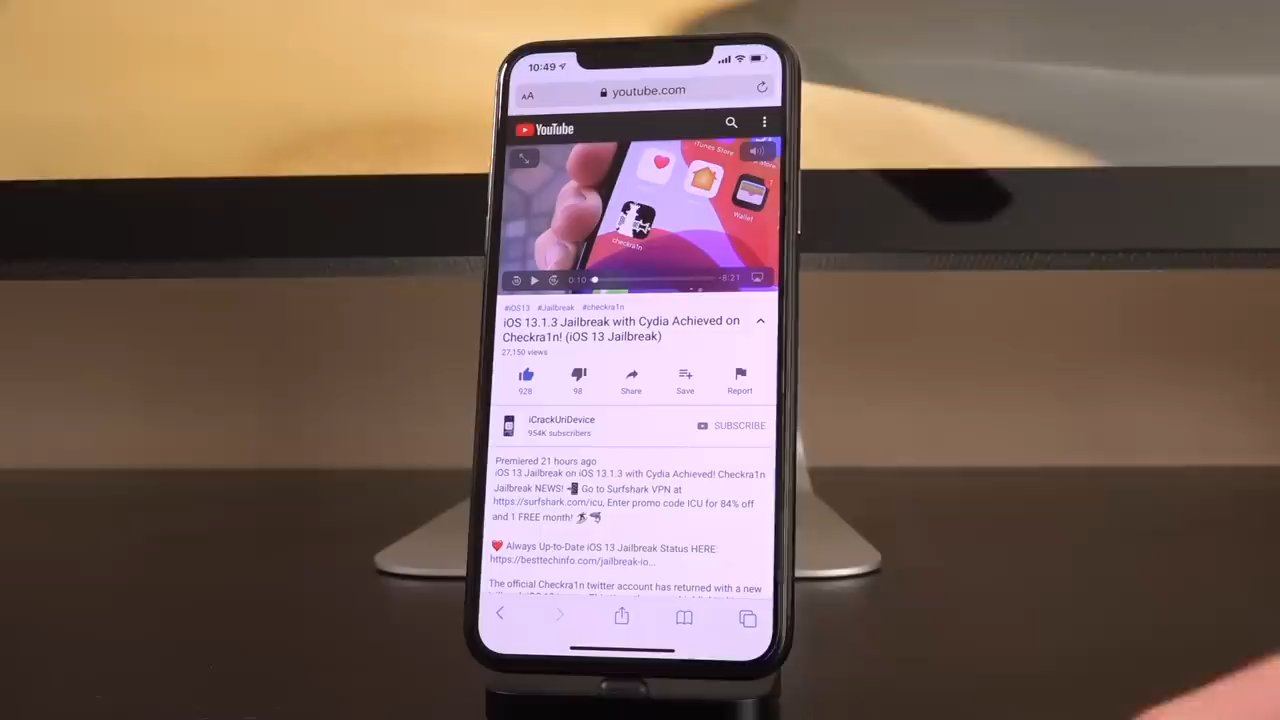 10:49
AA youtube.com
YouTube
iTunes Store
Wallet
checkra1n
0:10 -8:21
#iOS13 #Jailbreak #checkra1n
iOS 13.1.3 Jailbreak with Cydia Achieved on
Checkra1n! (iOS 13 Jailbreak)
27,150 views
928 98 Share Save Report
iCrackUriDevice
954K subscribers
SUBSCRIBE
Premiered 21 hours ago
iOS 13 Jailbreak on iOS 13.1.3 with Cydia Achieved! Checkra1n
Jailbreak NEWS! 📲 Go to Surfshark VPN at
https://surfshark.com/icu, Enter promo code ICU for 84% off
and 1 FREE month! 🏄 🦈
❤️ Always Up-to-Date iOS 13 Jailbreak Status HERE:
https://besttechinfo.com/jailbreak-io...
The official Checkra1n twitter account has returned with a new